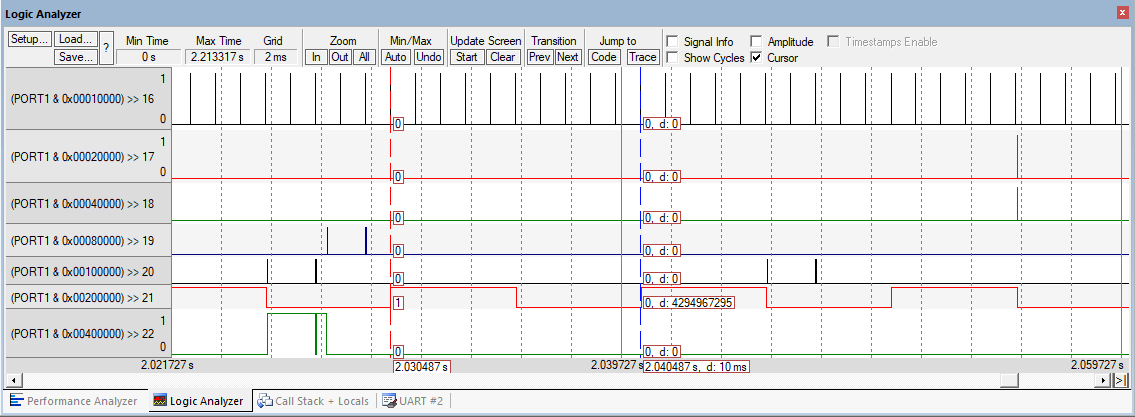 Logic Analyzer
Setup... Load... ? Min Time Max Time Grid Zoom Min/Max Update Screen Transition Jump to Signal Info Amplitude Timestamps Enable
Save... 0 s 2.213317 s 2 ms In Out All Auto Undo Start Clear Prev Next Code Trace Show Cycles Cursor
1
(PORT1 & 0x00010000) >> 16
0 0 0, d: 0
1
(PORT1 & 0x00020000) >> 17
0 0 0, d: 0
(PORT1 & 0x00040000) >> 18
0 0, d: 0
(PORT1 & 0x00080000) >> 19
0 0, d: 0
(PORT1 & 0x00100000) >> 20
0 0, d: 0
(PORT1 & 0x00200000) >> 21
1 0, d: 4294967295
1
(PORT1 & 0x00400000) >> 22
0 0 0, d: 0
2.021727 s 2.030487 s 2.039727 s 2.040487 s, d: 10 ms 2.059727 s
Performance Analyzer Logic Analyzer Call Stack + Locals UART #2